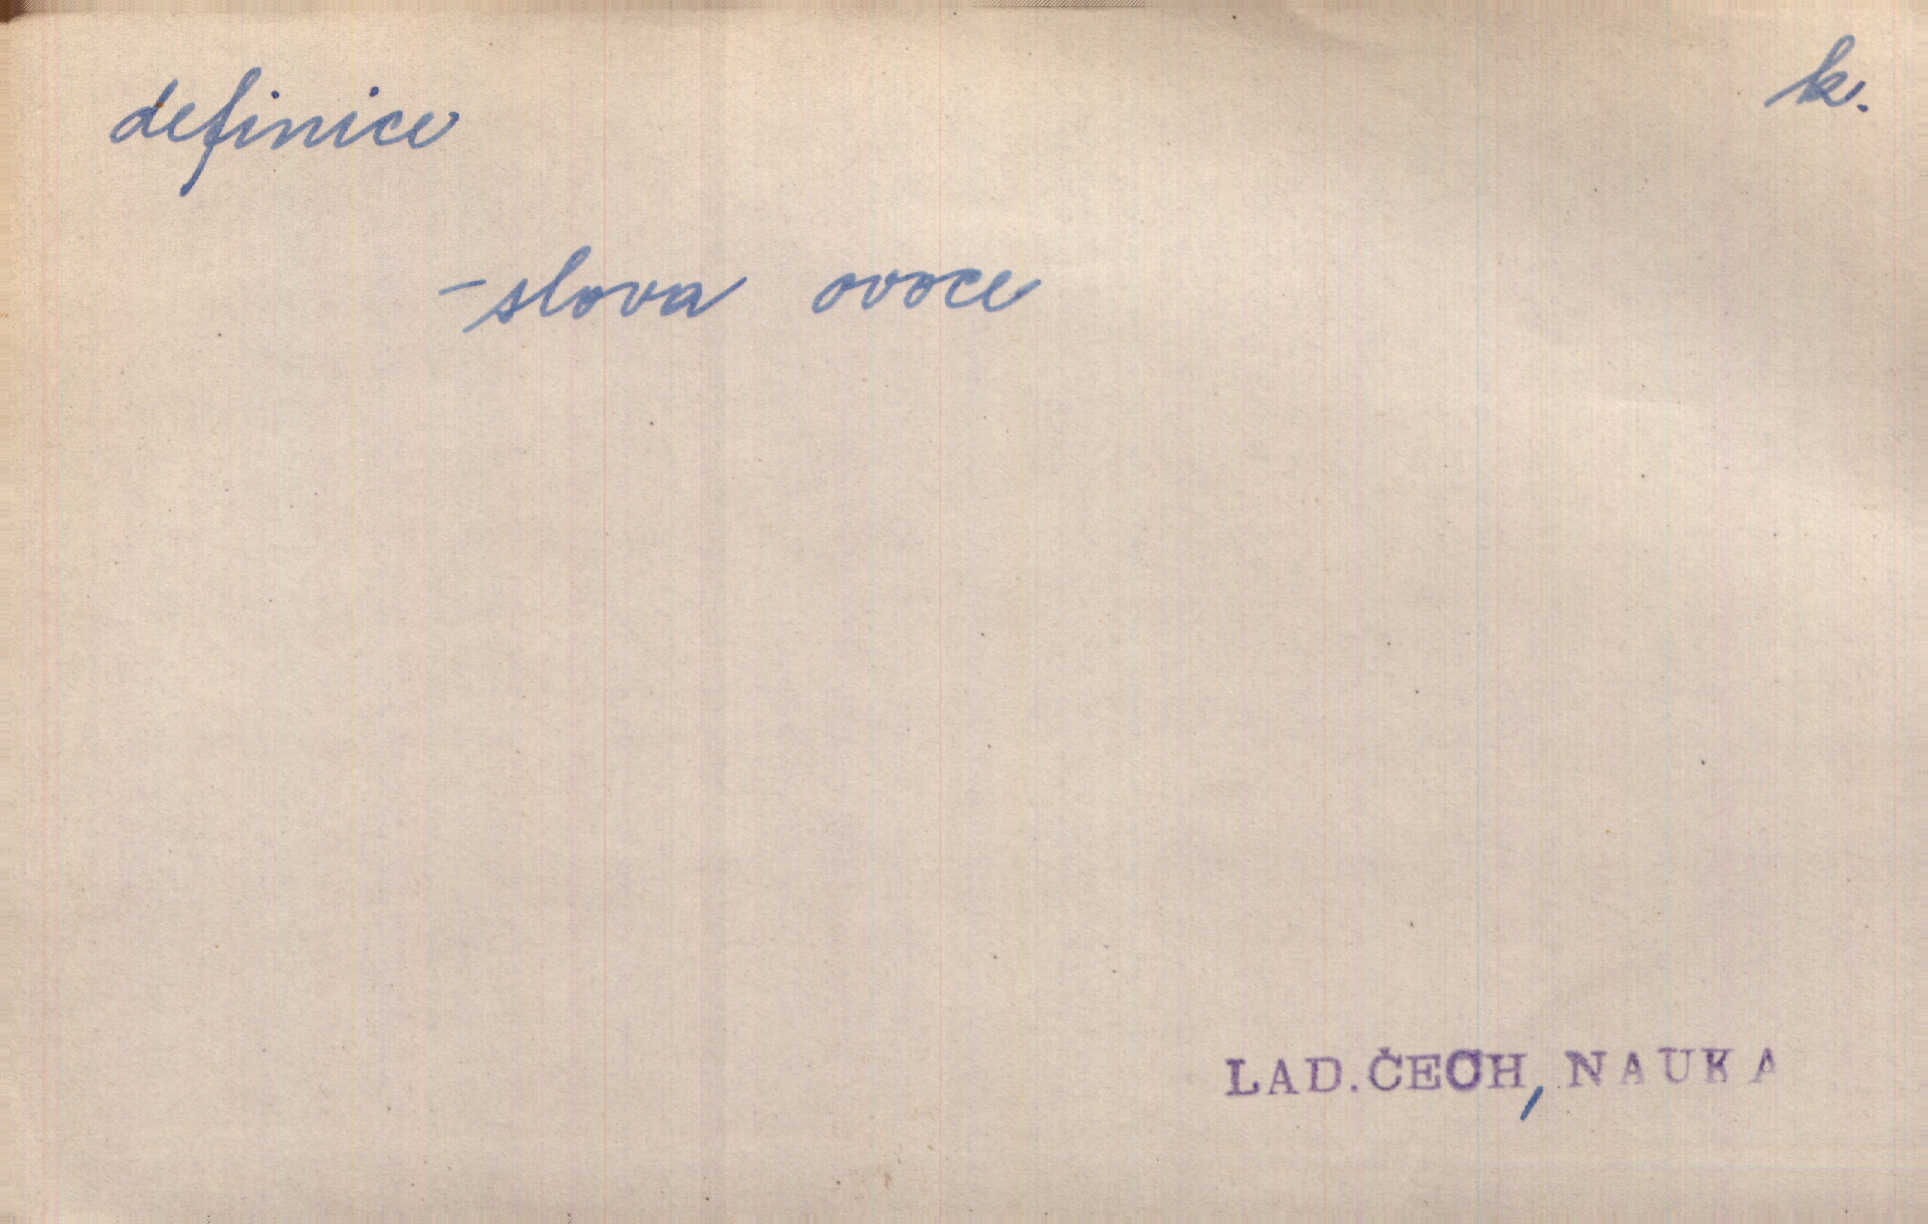 definice k.
-slova ovoce
LAD.ČECH, NAUKA